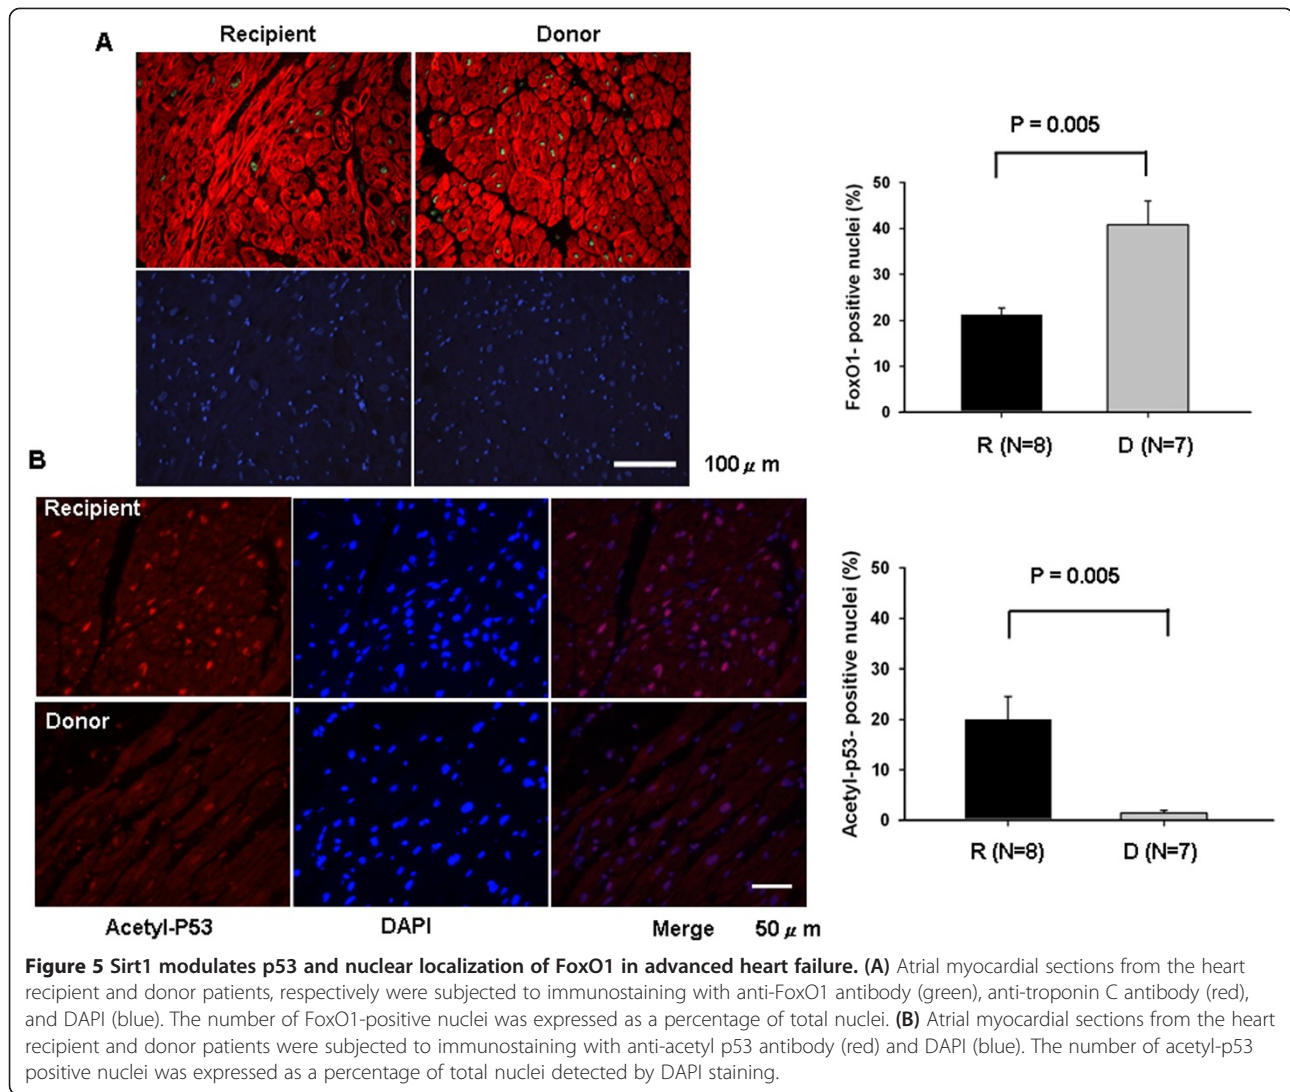 A
Recipient
Donor
P = 0.005
FoxO1- positive nuclei (%)
50
40
30
20
10
0
R (N=8)
D (N=7)
100 μ m
B
Recipient
Donor
Acetyl-P53
DAPI
Merge
50 μ m
P = 0.005
Acetyl-p53- positive nuclei (%)
50
40
30
20
10
0
R (N=8)
D (N=7)
Figure 5 Sirt1 modulates p53 and nuclear localization of FoxO1 in advanced heart failure. (A) Atrial myocardial sections from the heart
recipient and donor patients, respectively were subjected to immunostaining with anti-FoxO1 antibody (green), anti-troponin C antibody (red),
and DAPI (blue). The number of FoxO1-positive nuclei was expressed as a percentage of total nuclei. (B) Atrial myocardial sections from the heart
recipient and donor patients were subjected to immunostaining with anti-acetyl p53 antibody (red) and DAPI (blue). The number of acetyl-p53
positive nuclei was expressed as a percentage of total nuclei detected by DAPI staining.